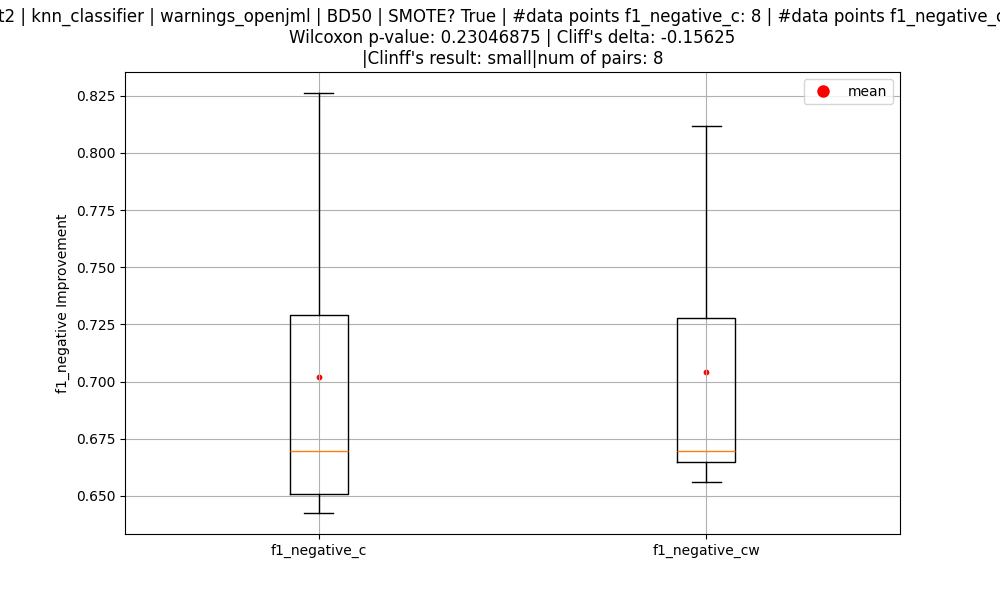 t2 | knn_classifier | warnings_openjml | BD50 | SMOTE? True | #data points f1_negative_c: 8 | #data points f1_negative_c
Wilcoxon p-value: 0.23046875 | Cliff's delta: -0.15625
|Clinff's result: small|num of pairs: 8
mean
0.825
0.800
0.775
0.750
0.725
0.700
0.675
0.650
f1_negative Improvement
f1_negative_c
f1_negative_cw